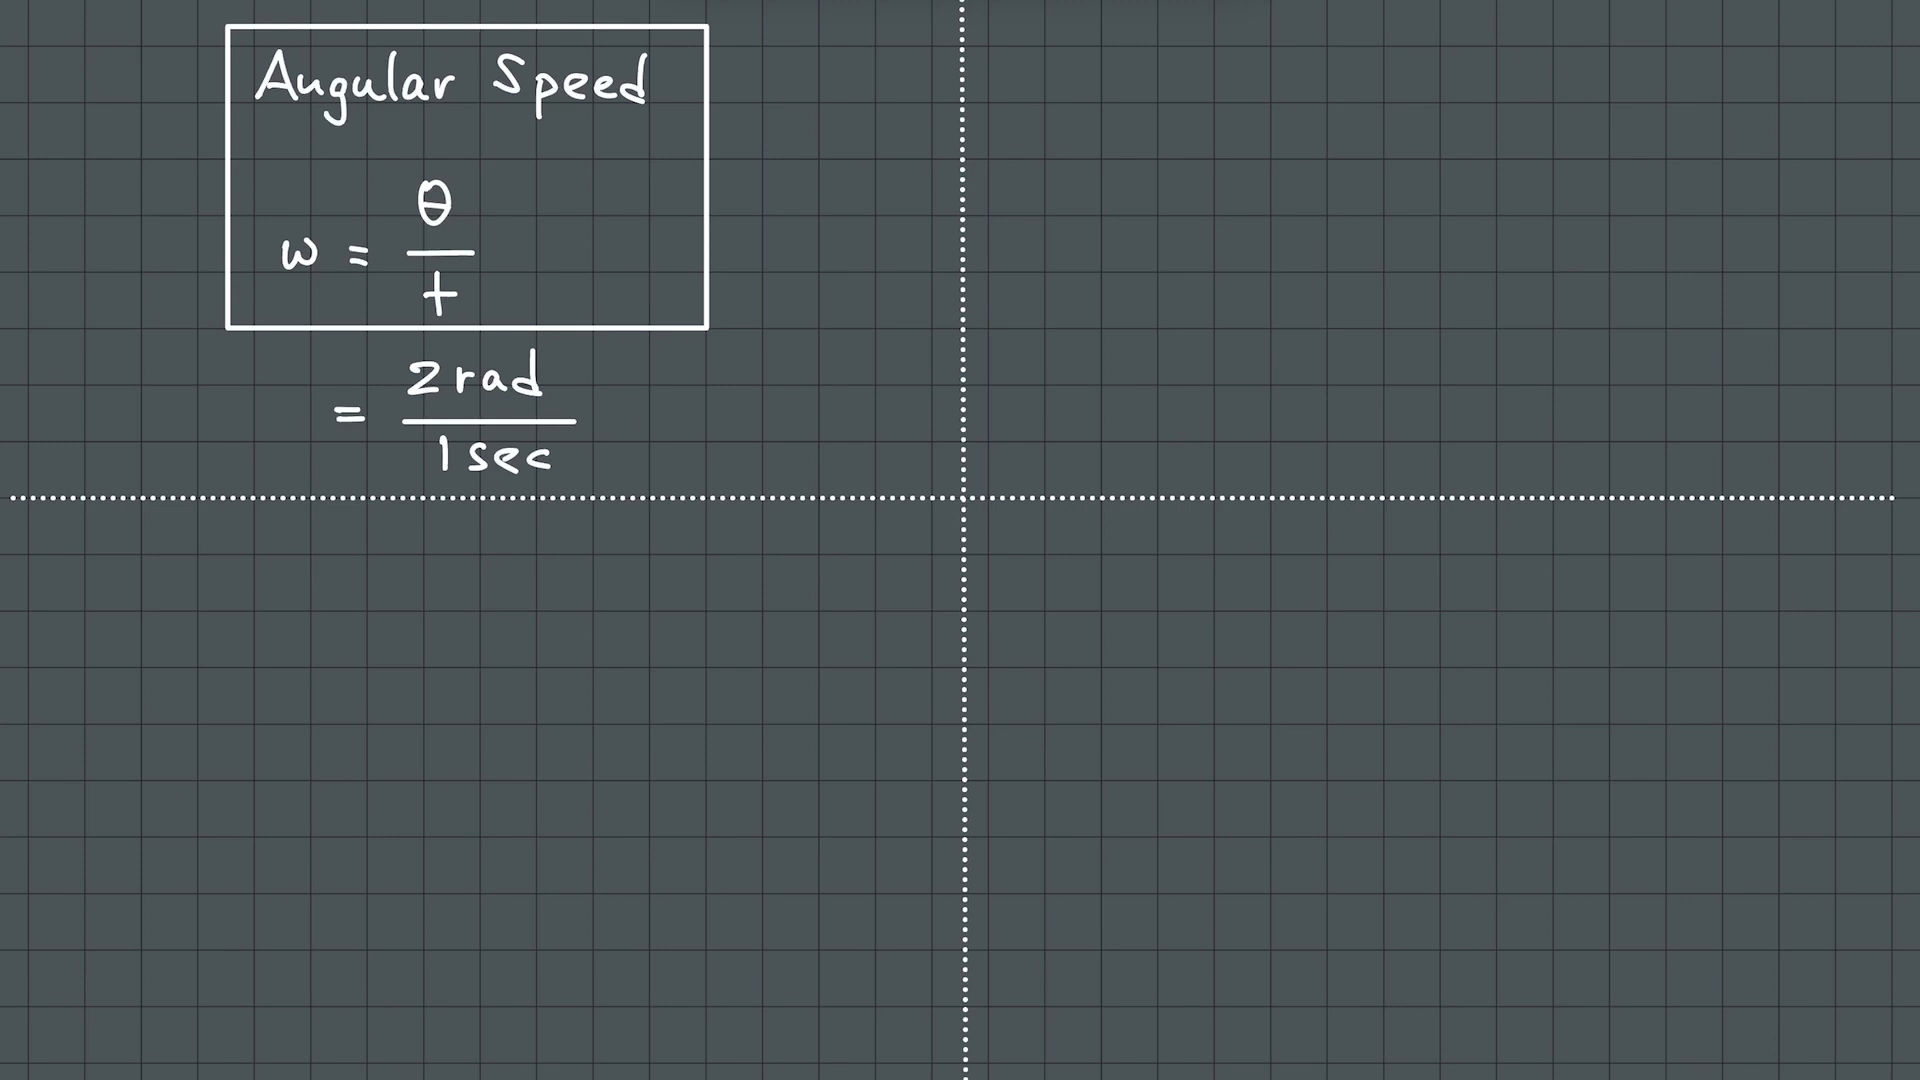 Angular Speed
ω = θ/t
= 2 rad/1 sec